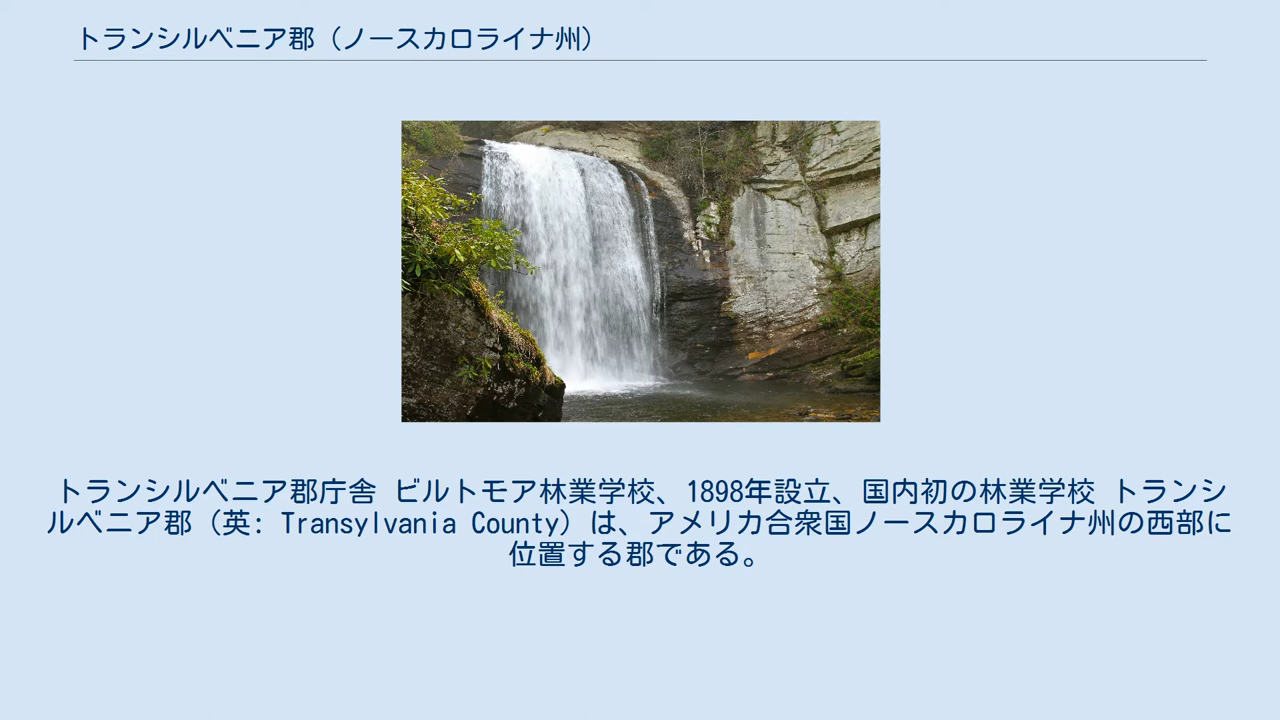 トランシルベニア郡（ノースカロライナ州）
トランシルベニア郡庁舎 ビルトモア林業学校、1898年設立、国内初の林業学校 トランシ
ルベニア郡（英: Transylvania County）は、アメリカ合衆国ノースカロライナ州の西部に
位置する郡である。